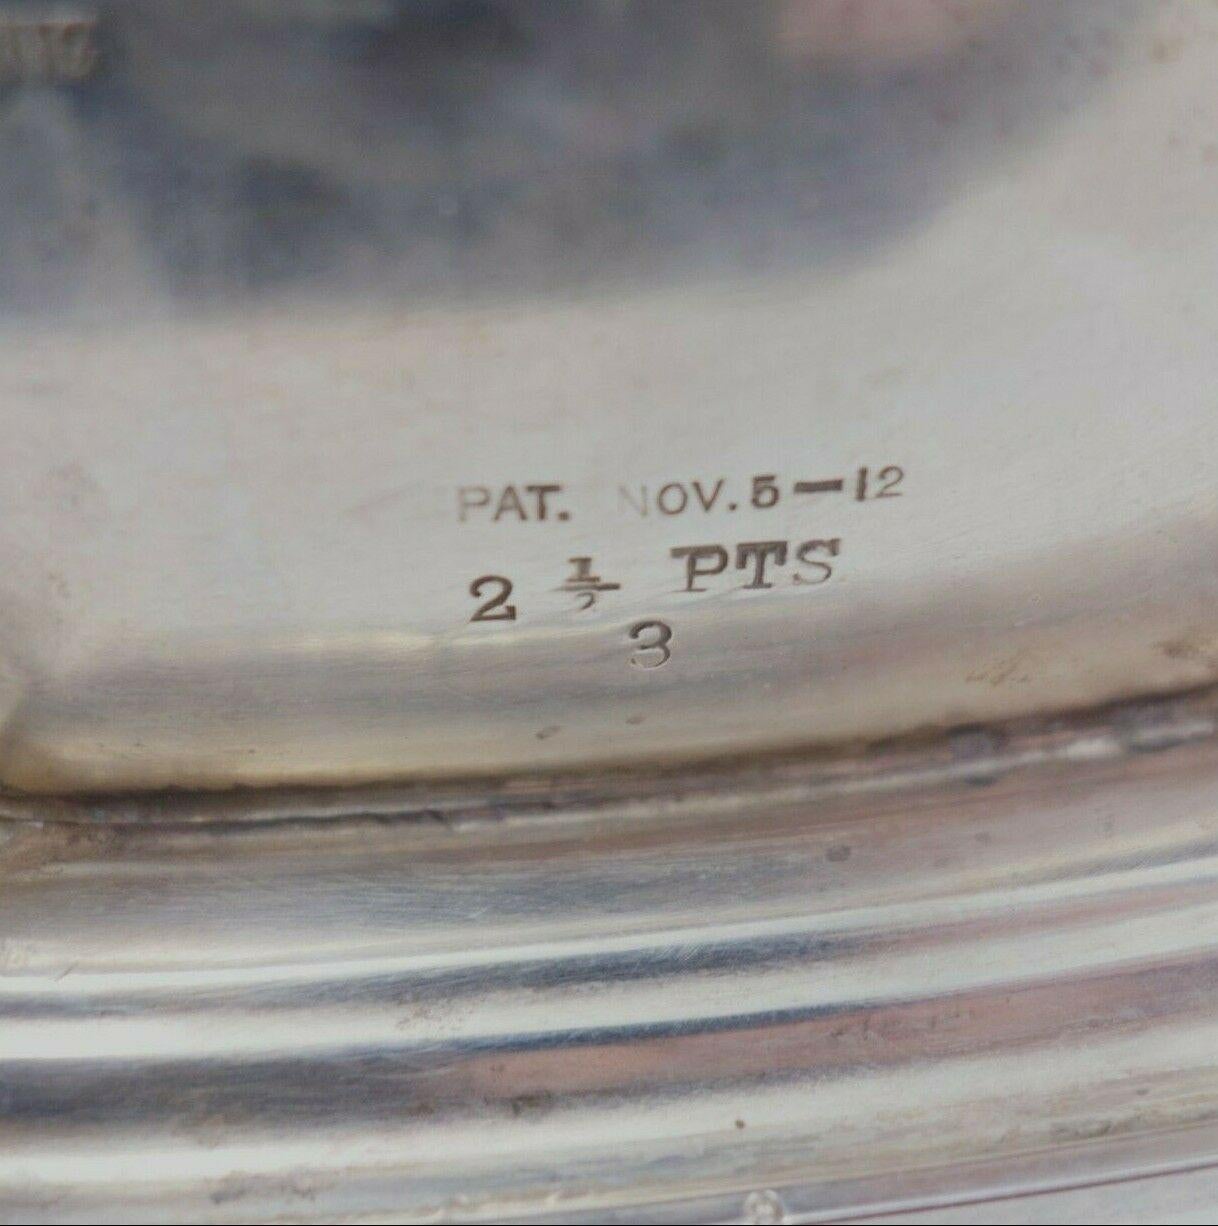 PAT. NOV. 5-12
2 1/2 PTS
3